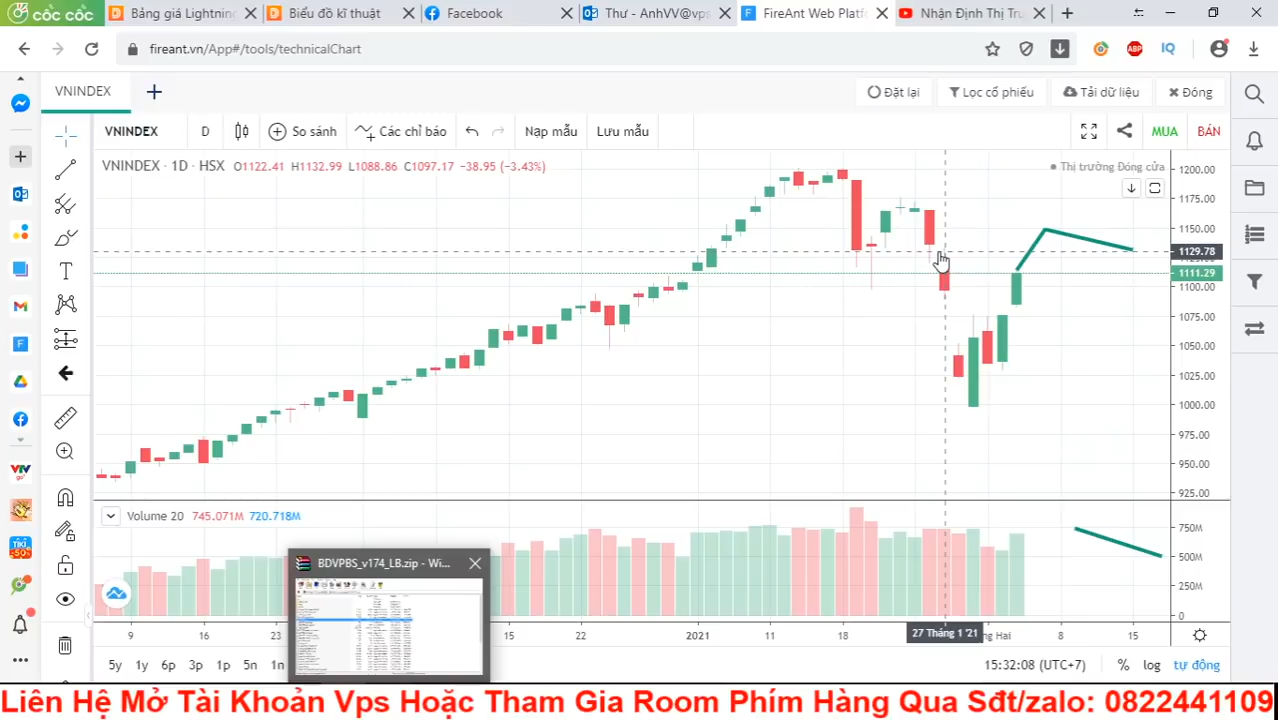 CỐC CỐC
Bảng giá Lightning
Biểu đồ kĩ thuật
Facebook
Thư - AnhVV@vps
FireAnt Web Platf
Nhận Định Thị Trư
fireant.vn/App#/tools/technicalChart
ABP
IQ
VNINDEX
Đặt lại
Lọc cổ phiếu
Tải dữ liệu
Đóng
VNINDEX
D
So sánh
Các chỉ báo
Nạp mẫu
Lưu mẫu
MUA
BÁN
VNINDEX · 1D · HSX O1122.41 H1132.99 L1088.86 C1097.17 −38.95 (−3.43%)
Thị trường Đóng cửa
1200.00
1175.00
1150.00
1129.78
1111.29
1100.00
1075.00
1050.00
1025.00
1000.00
975.00
950.00
925.00
Volume 20 745.071M 720.718M
750M
500M
250M
0
BDVPBS_v174_LB.zip - Wi...
9
16
23
15
22
2021
11
18
27 Tháng 1 '21
ng Hai
8
15
5y
1y
6p
3p
1p
5n
1n
15:32:08 (UTC+7)
%
log
tự động
Liên Hệ Mở Tài Khoản Vps Hoặc Tham Gia Room Phím Hàng Qua Sđt/zalo: 0822441109